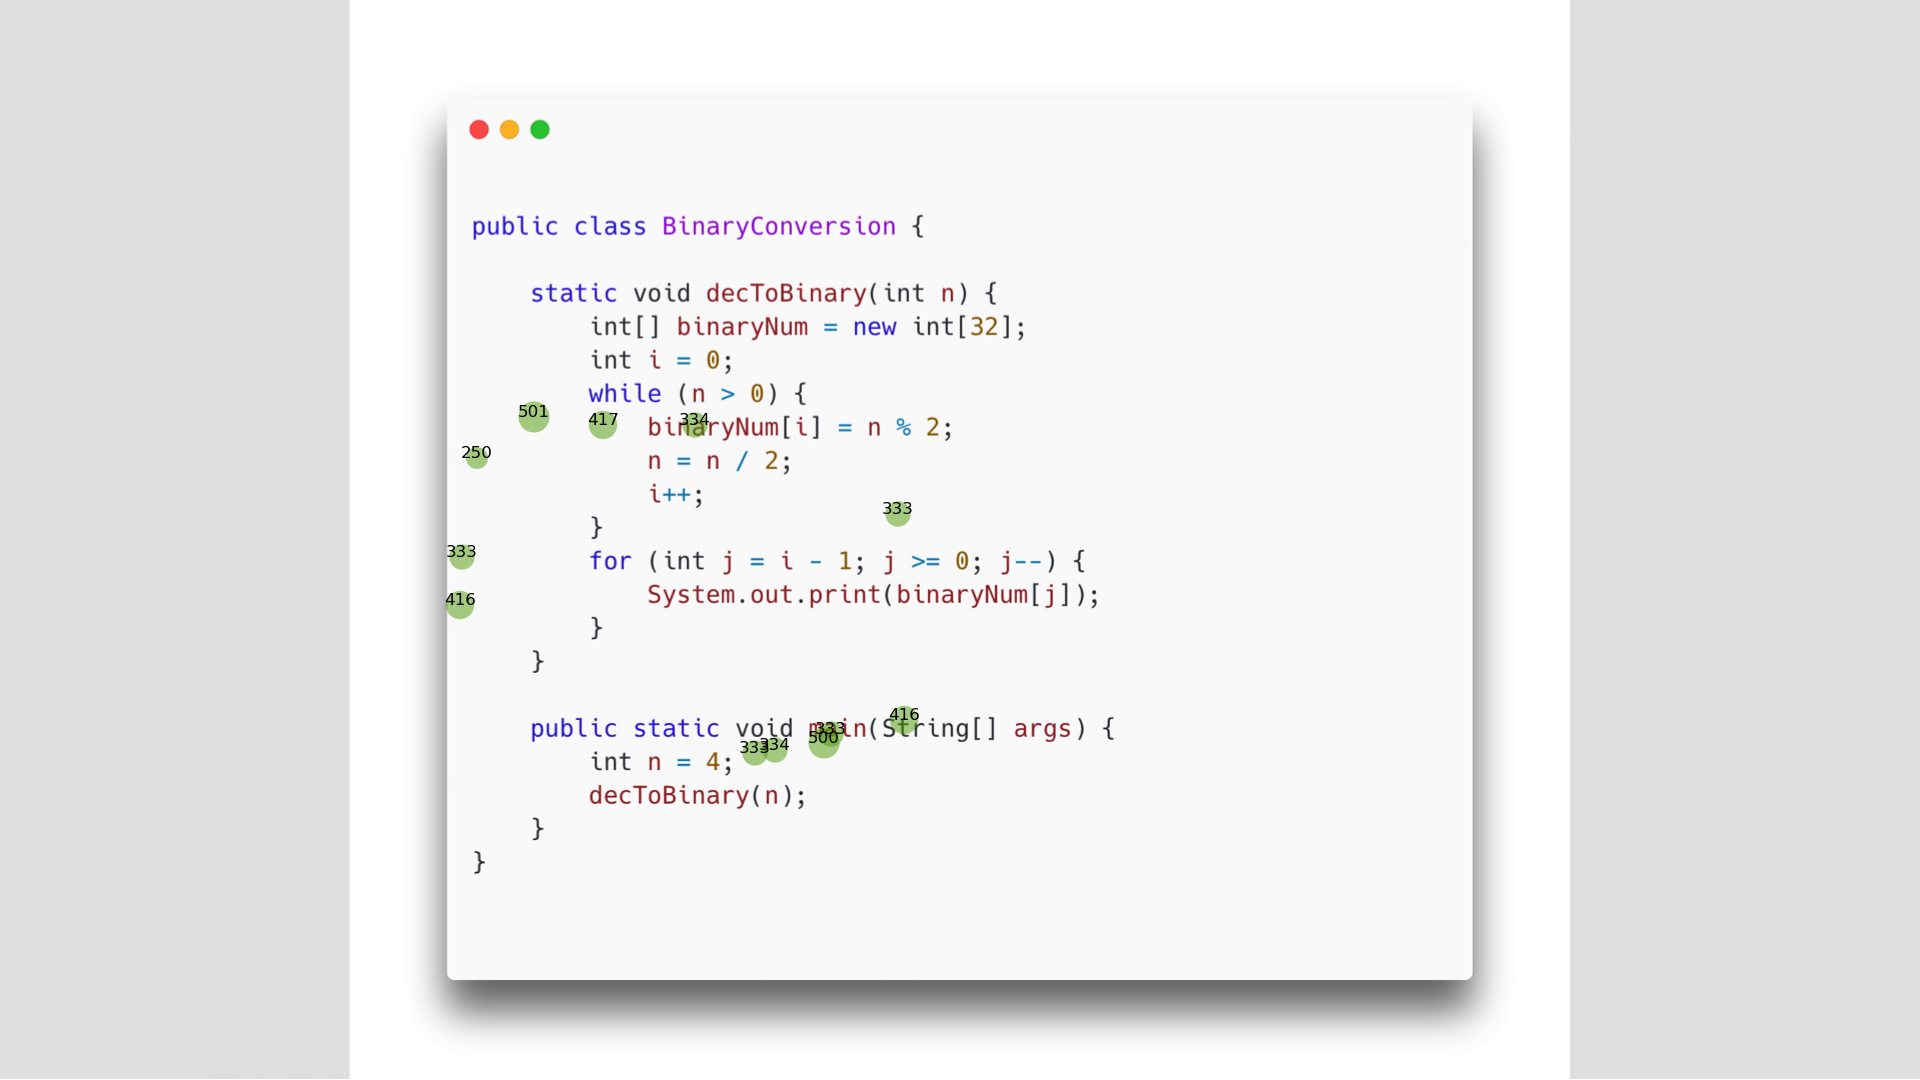 public class BinaryConversion {
static void decToBinary(int n) {
int[] binaryNum = new int[32];
int i = 0;
while (n > 0) {
501 417 334
binaryNum[i] = n % 2;
250
n = n / 2;
i++;
333
}
333
for (int j = i - 1; j >= 0; j--) {
416
System.out.print(binaryNum[j]);
}
}
416
public static void main(String[] args) {
333
500
333 334
int n = 4;
decToBinary(n);
}
}